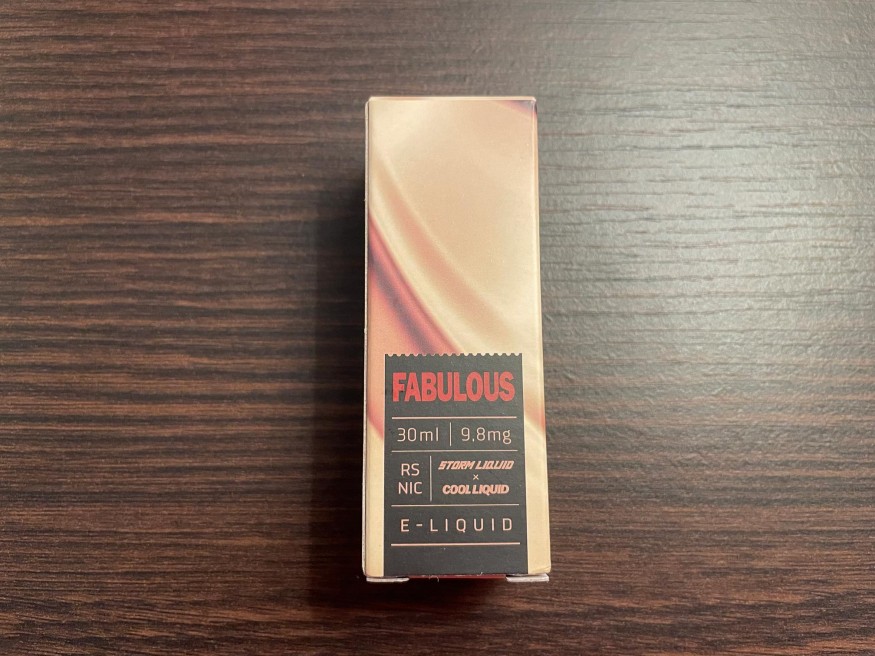 FABULOUS
30ml | 9,8mg
RS NIC
STORM LIQUID
x
COOL LIQUID
E-LIQUID